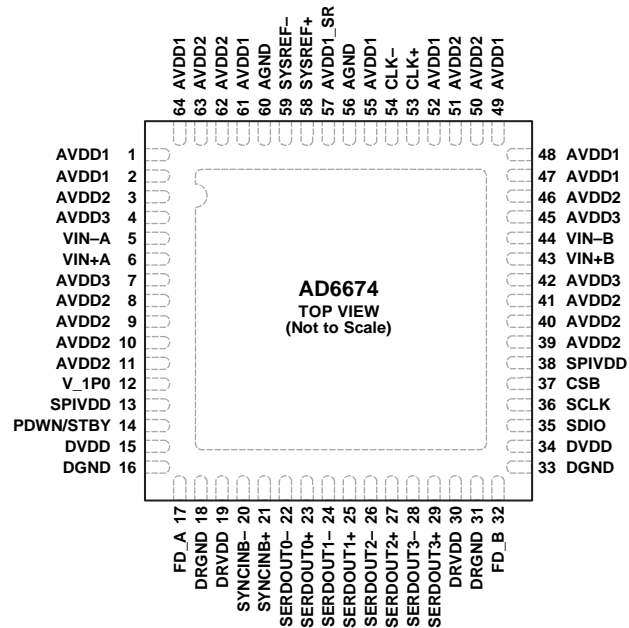 64 AVDD1
63 AVDD2
62 AVDD2
61 AVDD1
60 AGND
59 SYSREF–
58 SYSREF+
57 AVDD1_SR
56 AGND
55 AVDD1
54 CLK–
53 CLK+
52 AVDD1
51 AVDD2
50 AVDD2
49 AVDD1
AVDD1 1
AVDD1 2
AVDD2 3
AVDD3 4
VIN–A 5
VIN+A 6
AVDD3 7
AVDD2 8
AVDD2 9
AVDD2 10
AVDD2 11
V_1P0 12
SPIVDD 13
PDWN/STBY 14
DVDD 15
DGND 16
AD6674
TOP VIEW
(Not to Scale)
48 AVDD1
47 AVDD1
46 AVDD2
45 AVDD3
44 VIN–B
43 VIN+B
42 AVDD3
41 AVDD2
40 AVDD2
39 AVDD2
38 SPIVDD
37 CSB
36 SCLK
35 SDIO
34 DVDD
33 DGND
FD_A 17
DRGND 18
DRVDD 19
SYNCINB– 20
SYNCINB+ 21
SERDOUT0– 22
SERDOUT0+ 23
SERDOUT1– 24
SERDOUT1+ 25
SERDOUT2– 26
SERDOUT2+ 27
SERDOUT3– 28
SERDOUT3+ 29
DRVDD 30
DRGND 31
FD_B 32